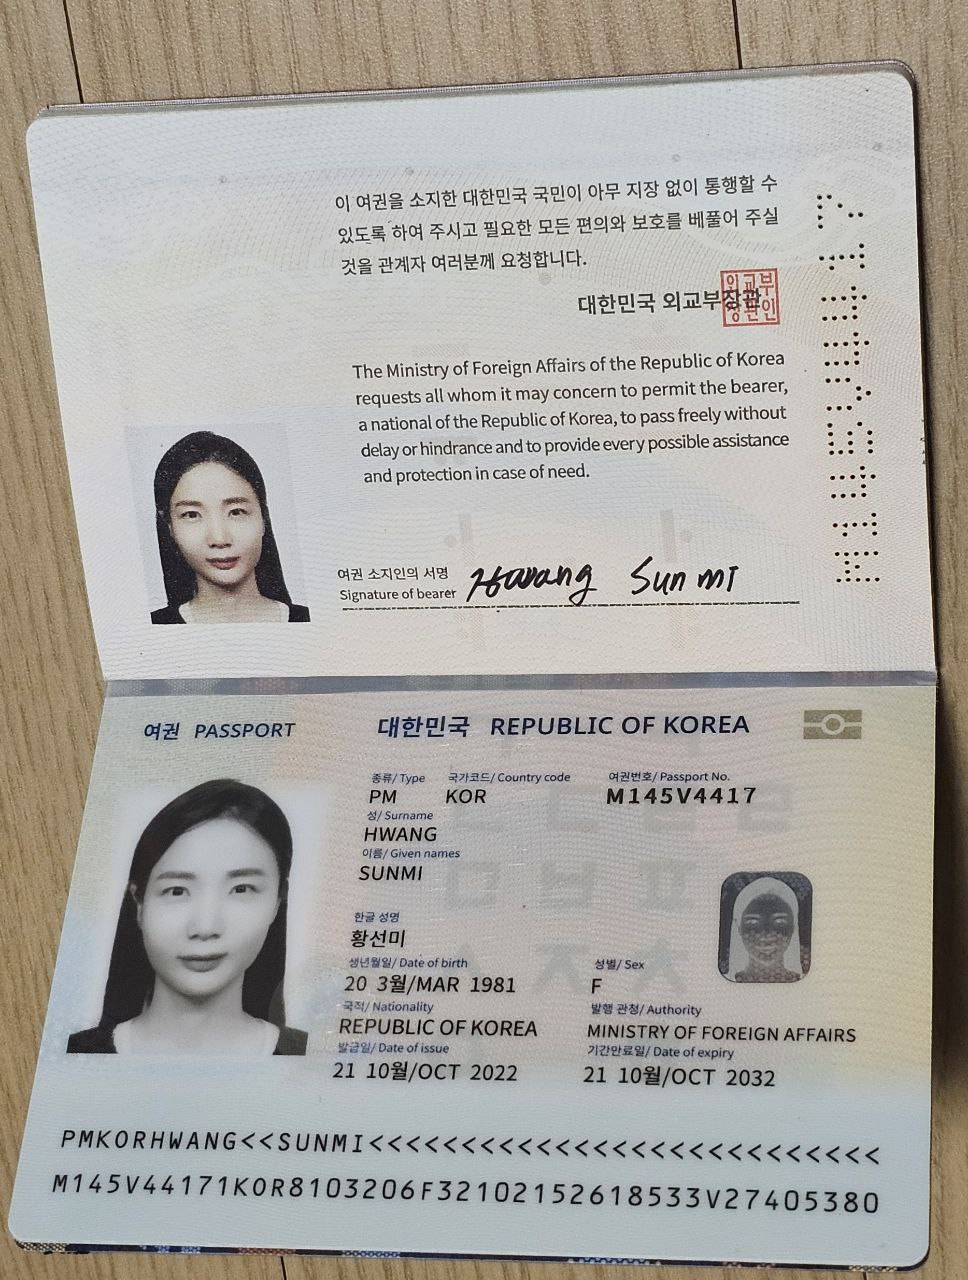 이 여권을 소지한 대한민국 국민이 아무 지장 없이 통행할 수
있도록 하여 주시고 필요한 모든 편의와 보호를 베풀어 주실
것을 관계자 여러분께 요청합니다.
대한민국 외교부장관
외교부
장관인
The Ministry of Foreign Affairs of the Republic of Korea
requests all whom it may concern to permit the bearer,
a national of the Republic of Korea, to pass freely without
delay or hindrance and to provide every possible assistance
and protection in case of need.
여권 소지인의 서명
Signature of bearer Hwang Sun mi
여권 PASSPORT 대한민국 REPUBLIC OF KOREA
종류/ Type 국가코드/ Country code 여권번호/ Passport No.
PM KOR M145V4417
성/ Surname
HWANG
이름/ Given names
SUNMI
한글 성명
황선미
생년월일/ Date of birth 성별/ Sex
20 3월/MAR 1981 F
국적/ Nationality 발행 관청/ Authority
REPUBLIC OF KOREA MINISTRY OF FOREIGN AFFAIRS
발급일/ Date of issue 기간만료일/ Date of expiry
21 10월/OCT 2022 21 10월/OCT 2032
PMKORHWANG<<SUNMI<<<<<<<<<<<<<<<<<<<<<<<<<<<
M145V44171KOR8103206F32102152618533V27405380